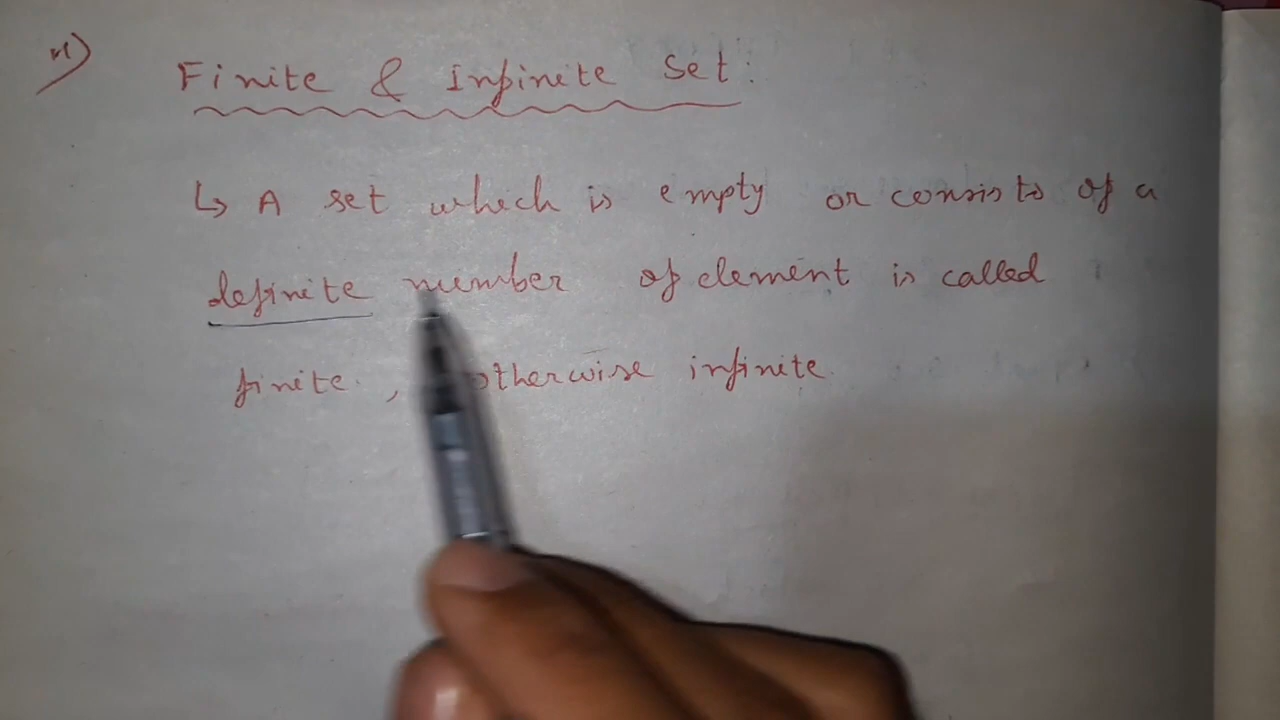 Finite & Infinite Set:
↳ A set which is empty or consists of a
definite number of element is called
finite, otherwise infinite.